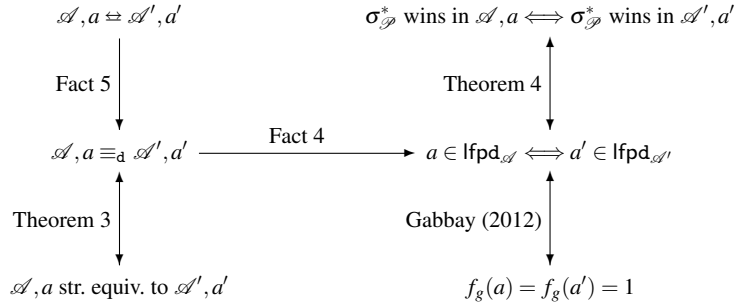 𝒜, a ↔ 𝒜′, a′ σ*𝒫 wins in 𝒜, a ⟺ σ*𝒫 wins in 𝒜′, a′
Fact 5 Theorem 4
𝒜, a ≡d 𝒜′, a′ Fact 4 a ∈ lfpd𝒜 ⟺ a′ ∈ lfpd𝒜′
Theorem 3 Gabbay (2012)
𝒜, a str. equiv. to 𝒜′, a′ fg(a) = fg(a′) = 1